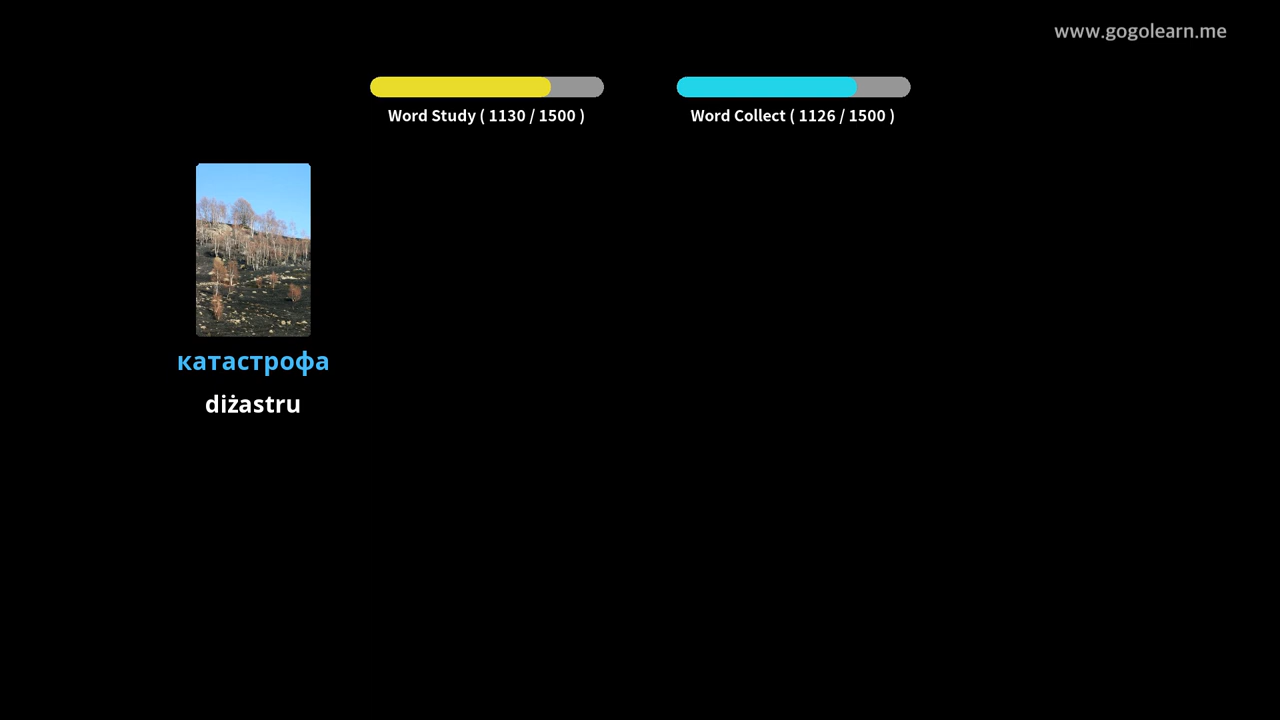 www.gogolearn.me
Word Study ( 1130 / 1500 )
Word Collect ( 1126 / 1500 )
катастрофа
diżastru